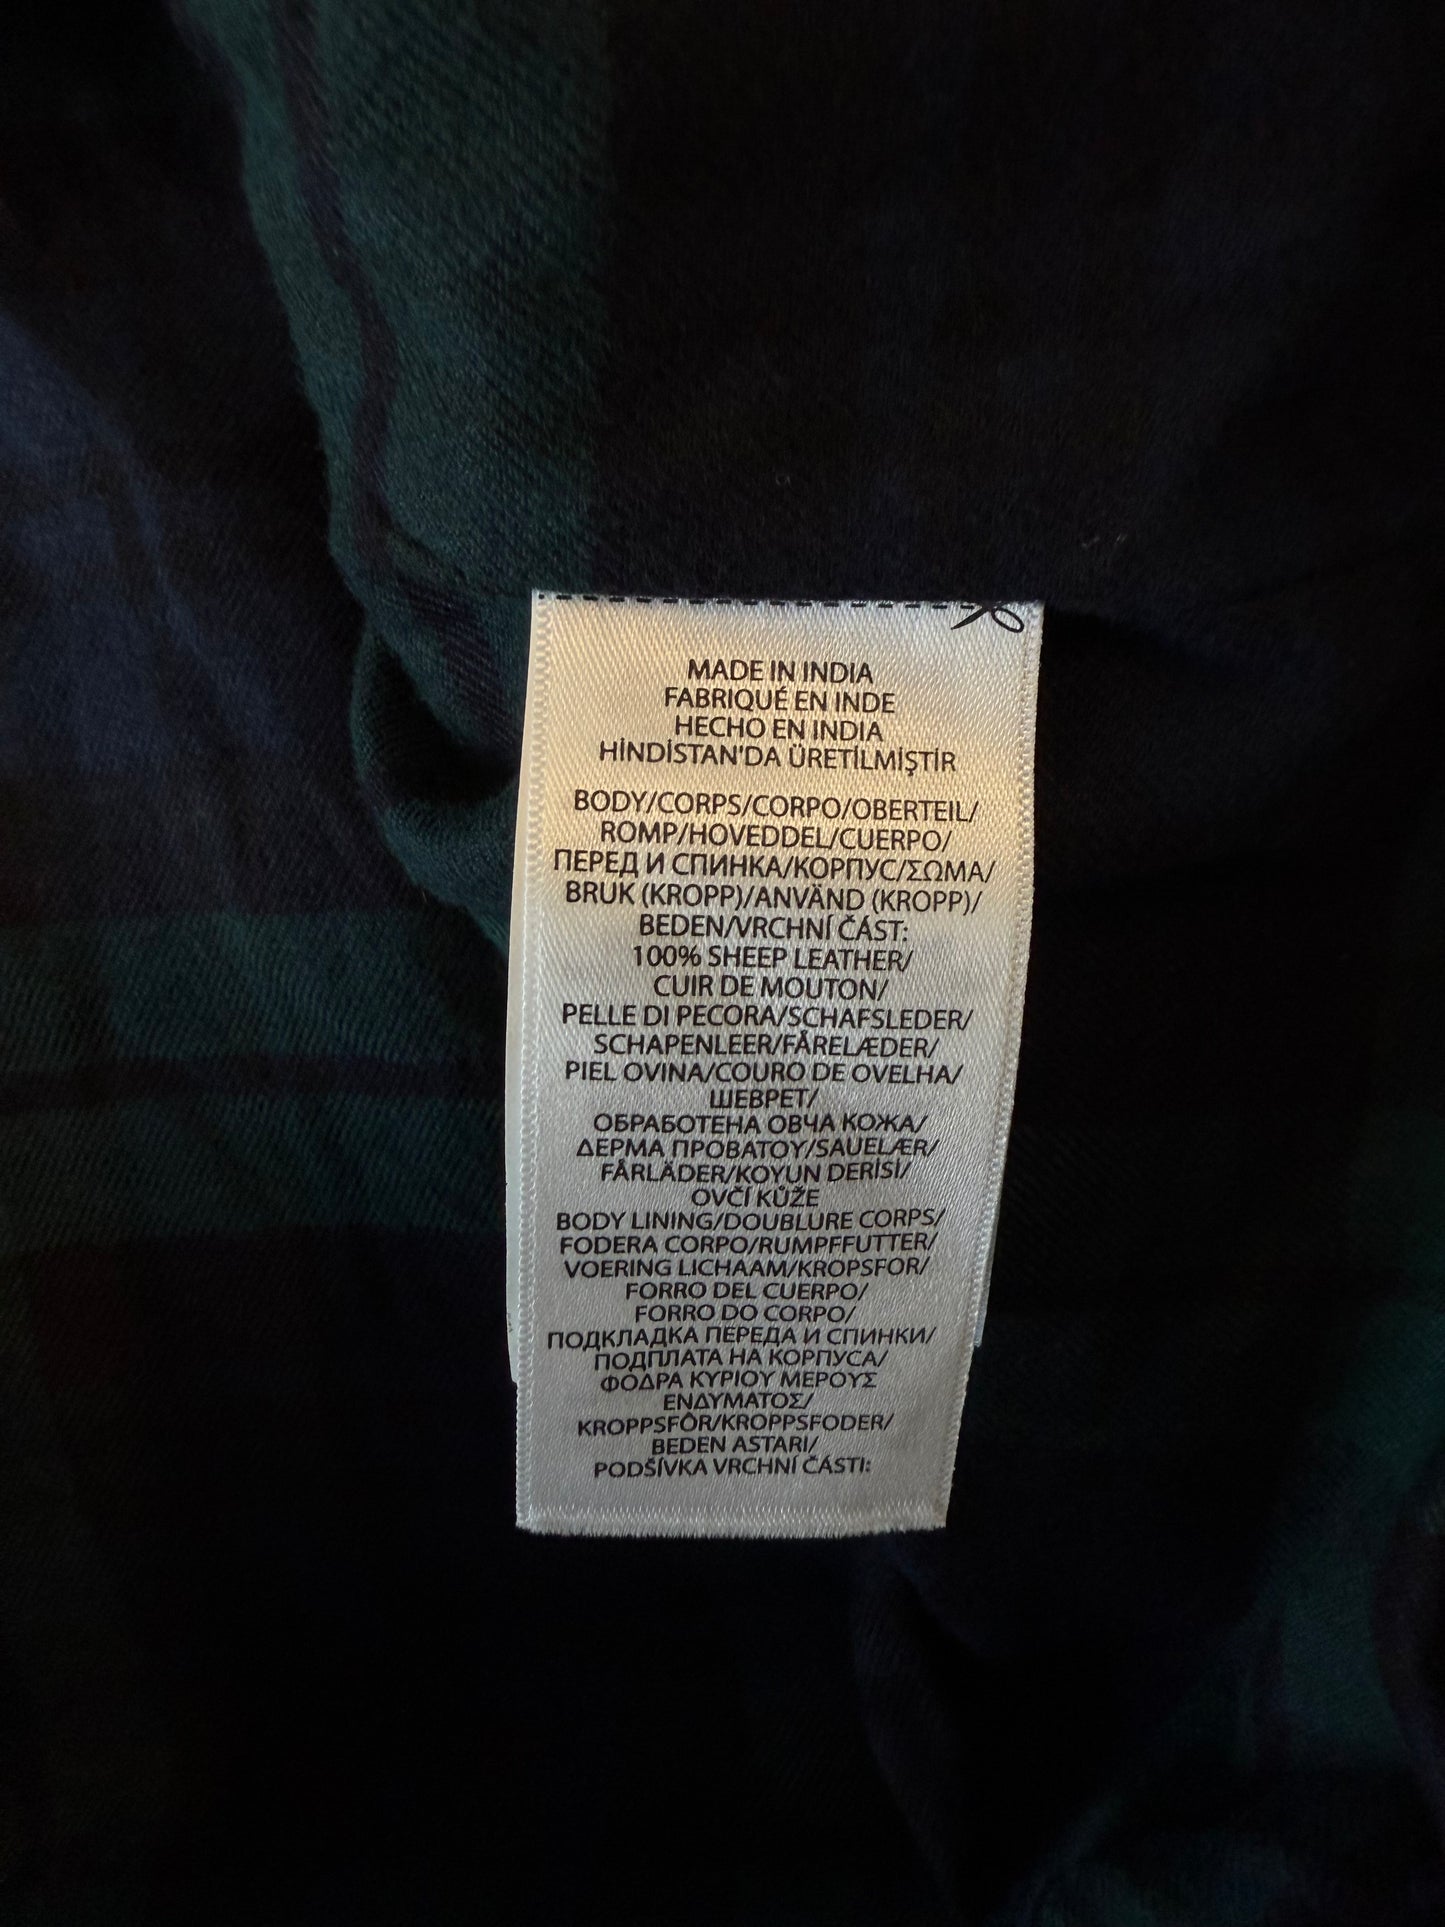 MADE IN INDIA
FABRIQUÉ EN INDE
HECHO EN INDIA
HİNDİSTAN'DA ÜRETİLMİŞTİR
BODY/CORPS/CORPO/OBERTEIL/
ROMP/HOVEDDEL/CUERPO/
ПЕРЕД И СПИНКА/КОРПУС/ΣΩΜΑ/
BRUK (KROPP)/ANVÄND (KROPP)/
BEDEN/VRCHNÍ ČÁST:
100% SHEEP LEATHER/
CUIR DE MOUTON/
PELLE DI PECORA/SCHAFSLEDER/
SCHAPENLEER/FÅRELÆDER/
PIEL OVINA/COURO DE OVELHA/
ШЕВРЕТ/
ОБРАБОТЕНА ОВЧА КОЖА/
ΔΕΡΜΑ ΠΡΟΒΑΤΟΥ/SAUELÆR/
FÅRLÄDER/KOYUN DERİSİ/
OVČÍ KŮŽE
BODY LINING/DOUBLURE CORPS/
FODERA CORPO/RUMPFFUTTER/
VOERING LICHAAM/KROPSFOR/
FORRO DEL CUERPO/
FORRO DO CORPO/
ПОДКЛАДКА ПЕРЕДА И СПИНКИ/
ПОДПЛАТА НА КОРПУСА/
ΦΟΔΡΑ ΚΥΡΙΟΥ ΜΕΡΟΥΣ
ΕΝΔΥΜΑΤΟΣ/
KROPPSFÔR/KROPPSFODER/
BEDEN ASTARI/
PODŠÍVKA VRCHNÍ ČÁSTI: